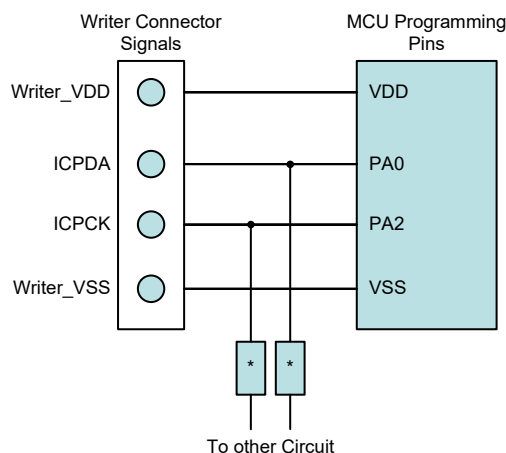 Writer Connector
Signals
MCU Programming
Pins
Writer_VDD
VDD
ICPDA
PA0
ICPCK
PA2
Writer_VSS
VSS
*
*
To other Circuit